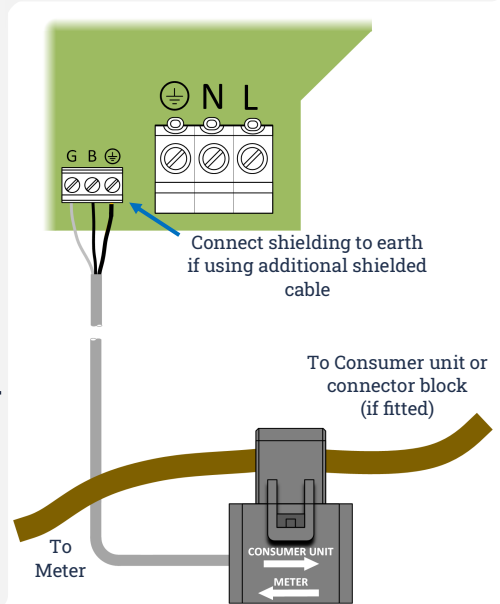 ⏚ N L
G B ⏚
Connect shielding to earth
if using additional shielded
cable
To Consumer unit or
connector block
(if fitted)
To
Meter
CONSUMER UNIT
METER